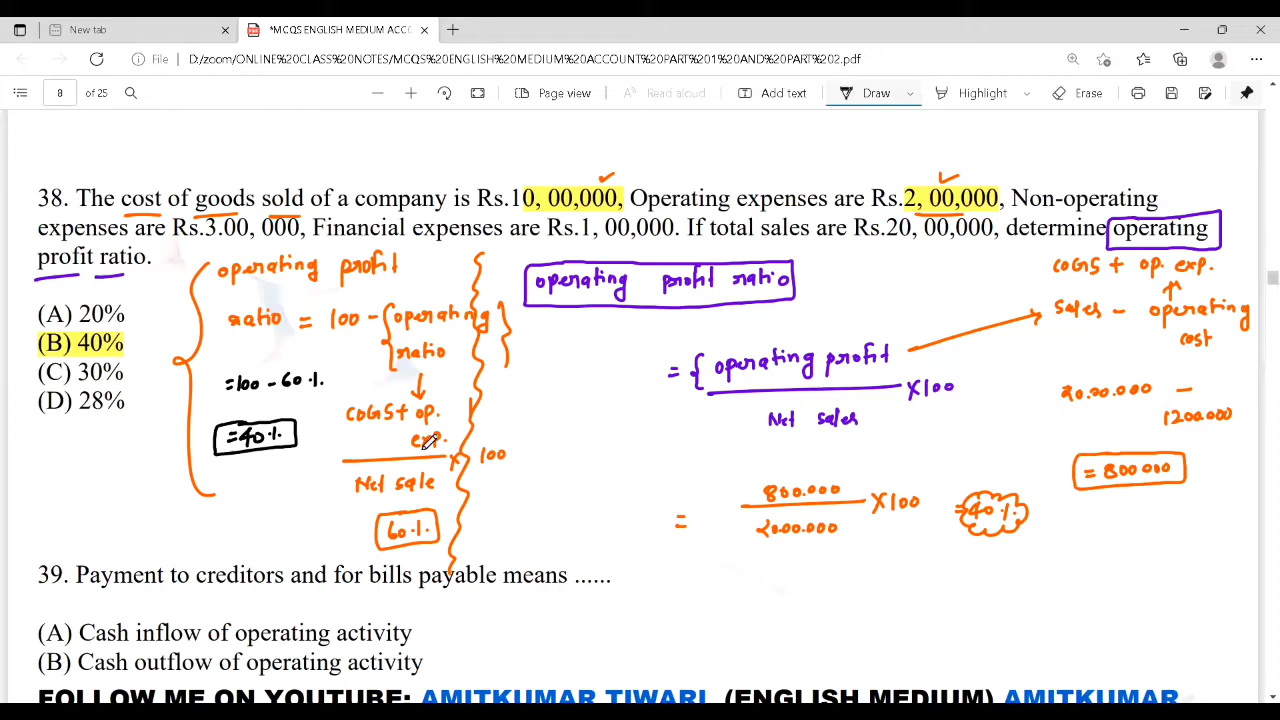 New tab
*MCQS ENGLISH MEDIUM ACCO
File D:/zoom/ONLINE%20CLASS%20NOTES/MCQS%20ENGLISH%20MEDIUM%20ACCOUNT%20PART%201%20AND%20PART%202.pdf
8 of 25 Page view Read aloud Add text Draw Highlight Erase
38. The cost of goods sold of a company is Rs.10, 00,000, Operating expenses are Rs.2, 00,000, Non-operating
expenses are Rs.3.00, 000, Financial expenses are Rs.1, 00,000. If total sales are Rs.20, 00,000, determine operating
profit ratio.
(A) 20%
(B) 40%
(C) 30%
(D) 28%
operating profit
ratio = 100 - {operating}
{ratio
=100 - 60%.
=40%.
COGS + op.
exp.
Net sale
x 100
60%.
operating profit ratio
= { operating profit
Net sales
X100
= 800.000
2000.000
X100
=40%.
COGS + op. exp.
sales - operating
cost
20.00.000 -
1200000
= 800000
39. Payment to creditors and for bills payable means ......
(A) Cash inflow of operating activity
(B) Cash outflow of operating activity
FOLLOW ME ON YOUTUBE: AMITKUMAR TIWARI (ENGLISH MEDIUM) AMITKUMAR